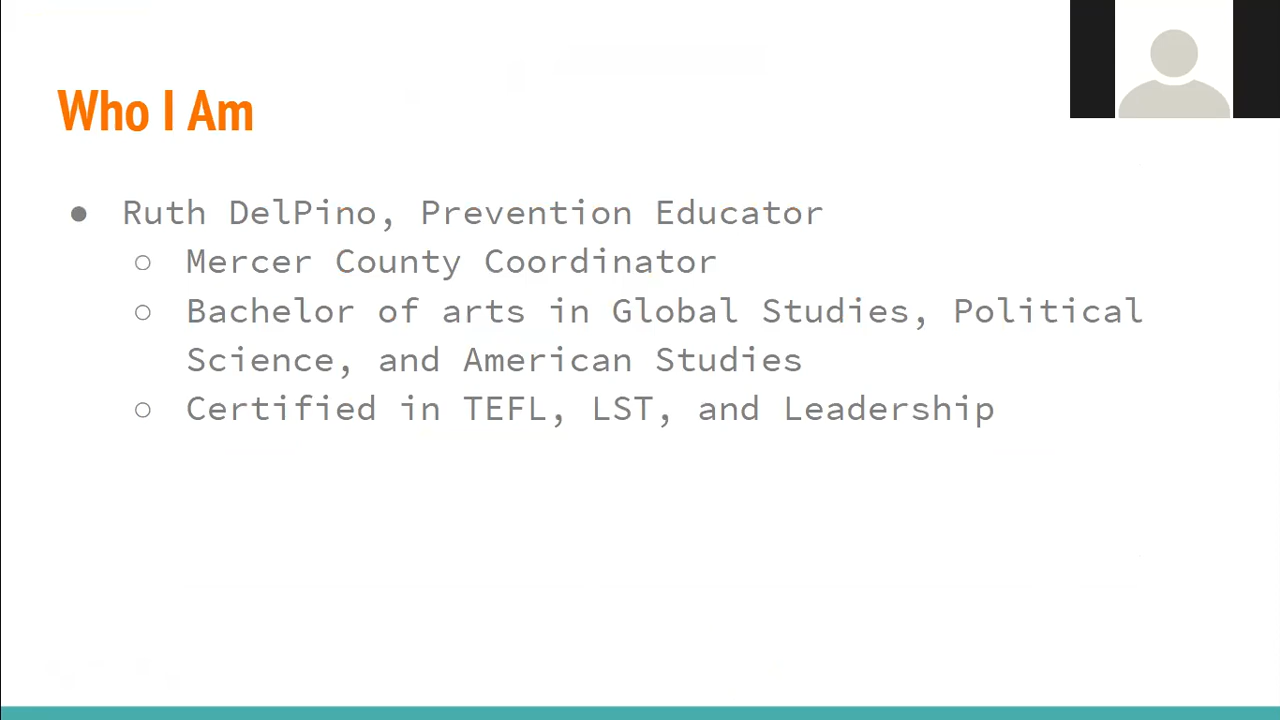 Who I Am
● Ruth DelPino, Prevention Educator
○ Mercer County Coordinator
○ Bachelor of arts in Global Studies, Political
Science, and American Studies
○ Certified in TEFL, LST, and Leadership